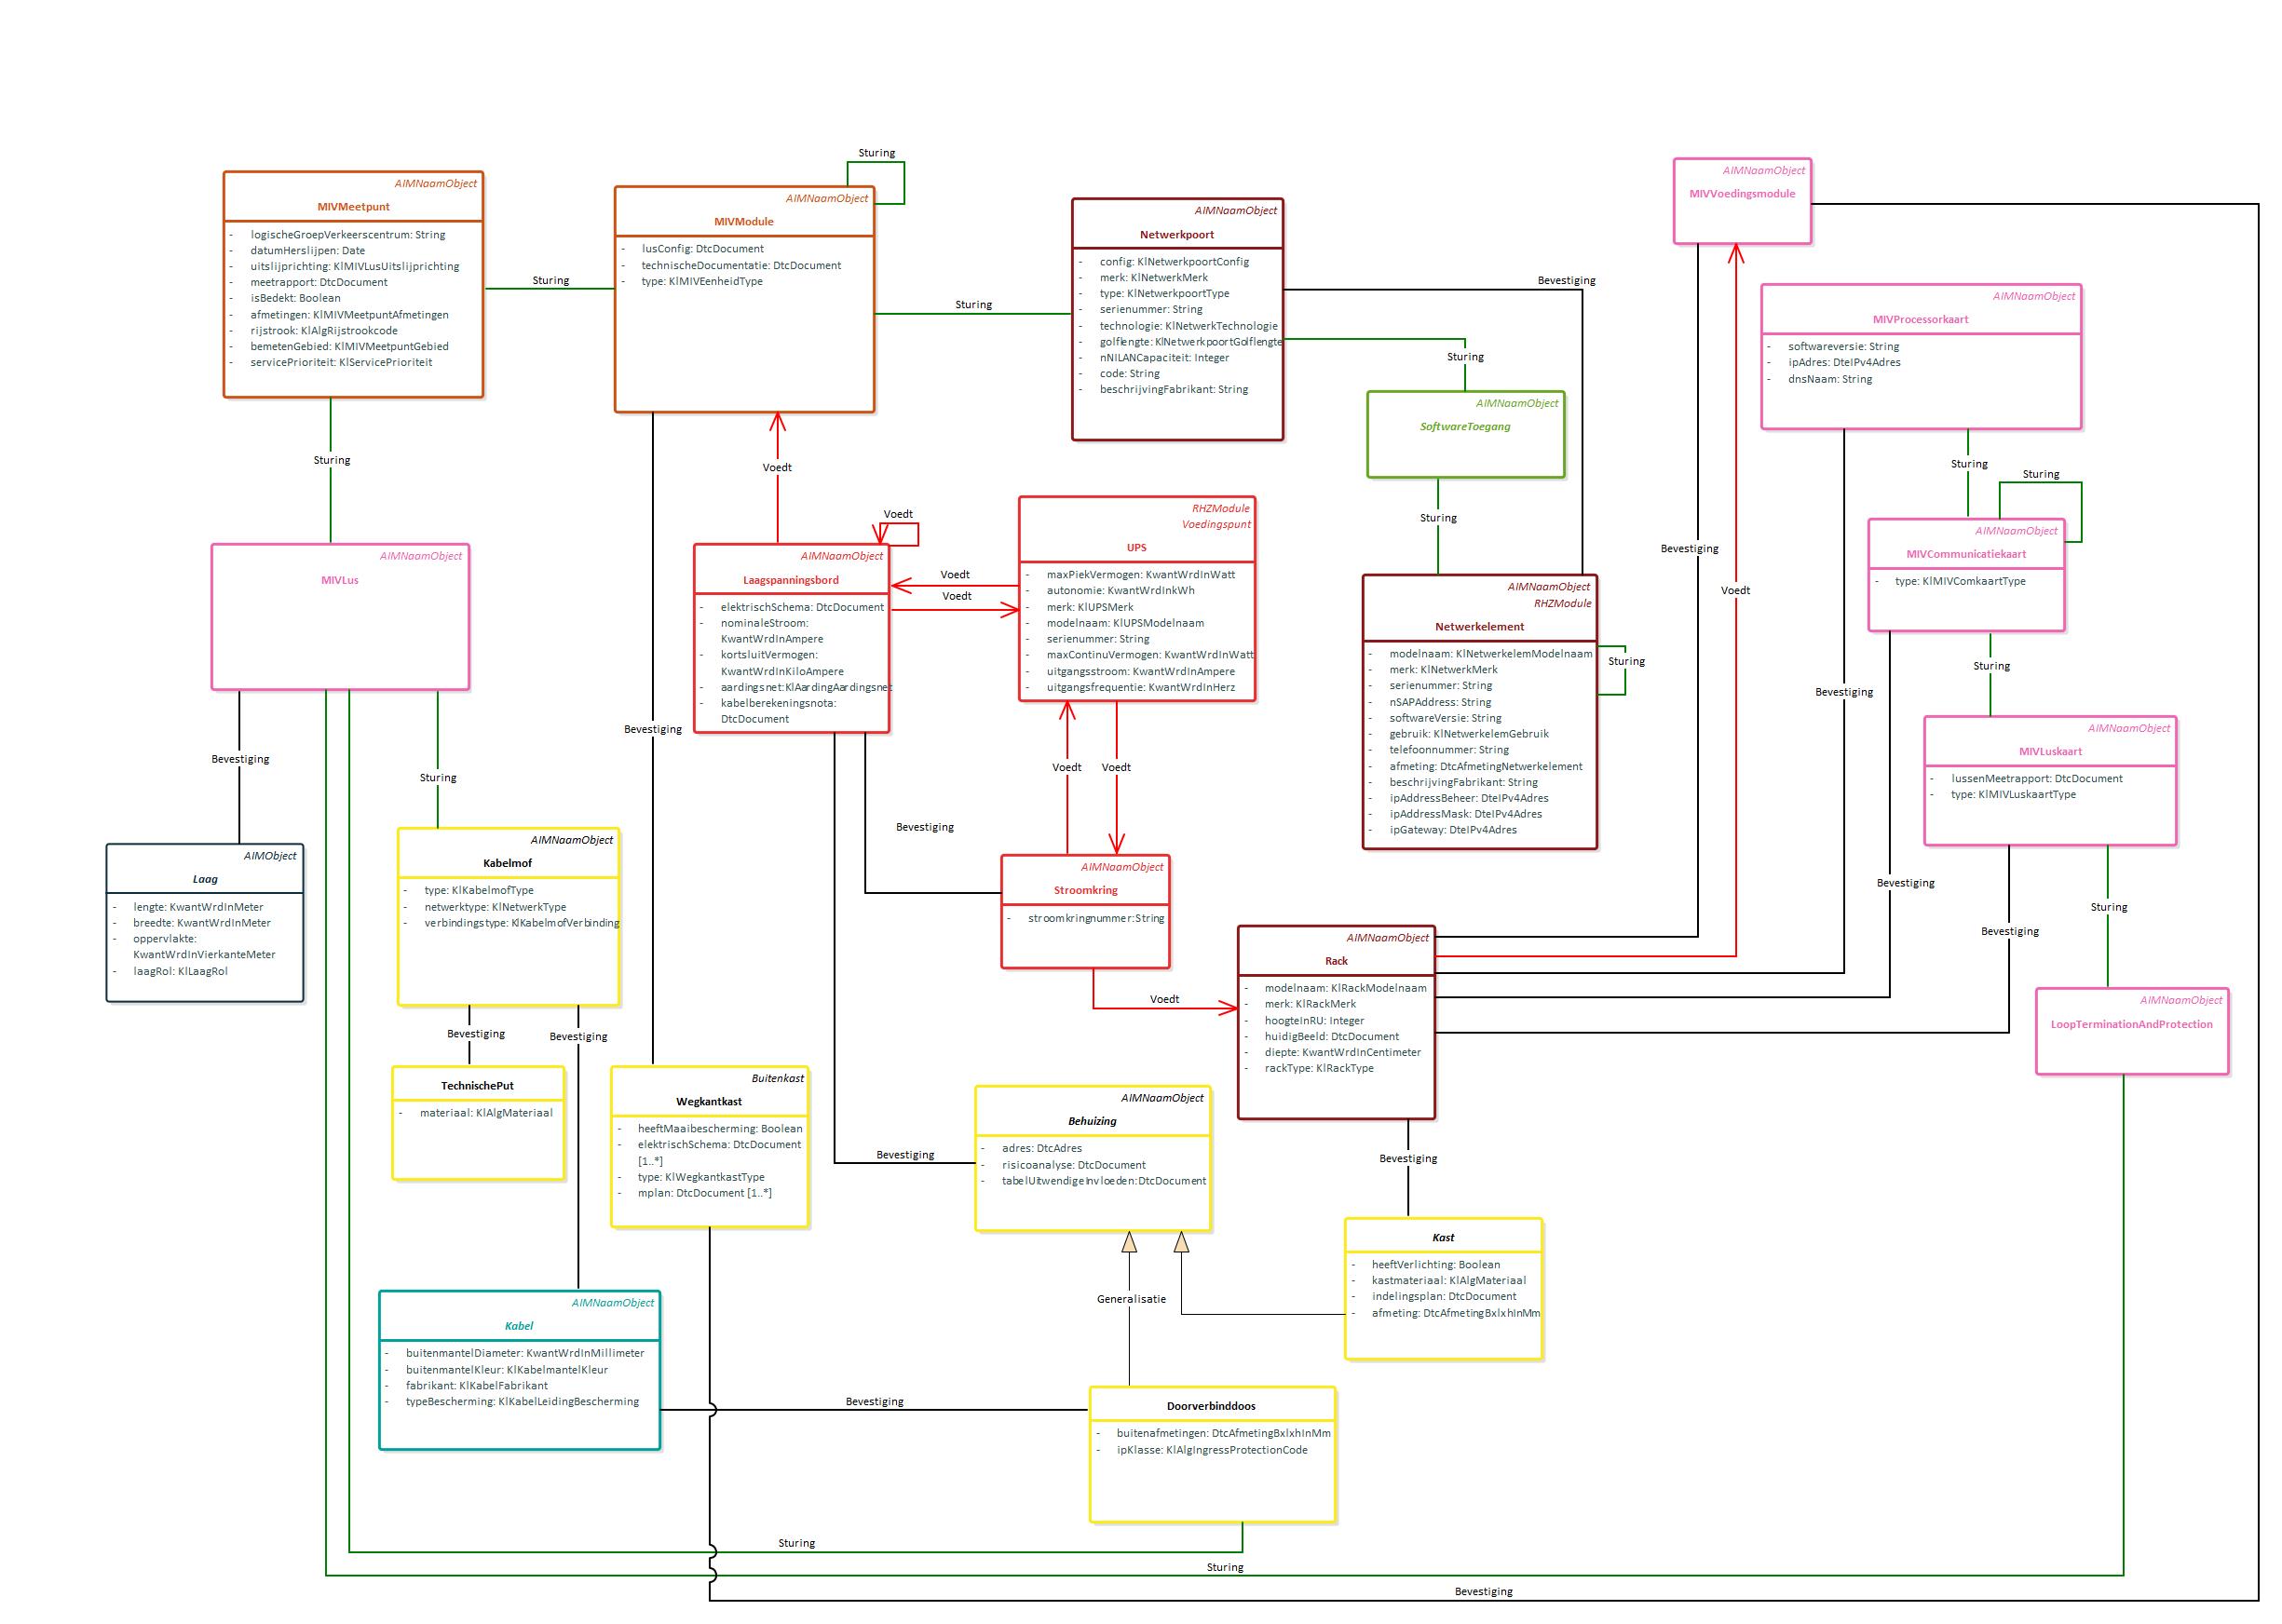 Sturing
AIMNaamObject
MIVMeetpunt
- logischeGroepVerkeerscentrum: String
- datumHerslijpen: Date
- uitslijprichting: KlMIVLusUitslijprichting
- meetrapport: DtcDocument
- isBedekt: Boolean
- afmetingen: KlMIVMeetpuntAfmetingen
- rijstrook: KlAlgRijstrookcode
- bemetenGebied: KlMIVMeetpuntGebied
- servicePrioriteit: KlServicePrioriteit
Sturing
AIMNaamObject
MIVModule
- lusConfig: DtcDocument
- technischeDocumentatie: DtcDocument
- type: KlMIVEenheidType
Sturing
AIMNaamObject
Netwerkpoort
- config: KlNetwerkpoortConfig
- merk: KlNetwerkMerk
- type: KlNetwerkpoortType
- serienummer: String
- technologie: KlNetwerkTechnologie
- golflengte: KlNetwerkpoortGolflengte
- nNILANCapaciteit: Integer
- code: String
- beschrijvingFabrikant: String
Bevestiging
Sturing
AIMNaamObject
SoftwareToegang
Sturing
AIMNaamObject
MIVVoedingsmodule
AIMNaamObject
MIVProcessorkaart
- softwareversie: String
- ipAdres: DteIPv4Adres
- dnsNaam: String
Sturing
Sturing
AIMNaamObject
MIVCommunicatiekaart
- type: KlMIVComkaartType
Sturing
AIMNaamObject
MIVLuskaart
- lussenMeetrapport: DtcDocument
- type: KlMIVLuskaartType
Sturing
AIMNaamObject
LoopTerminationAndProtection
Bevestiging
Voedt
Bevestiging
Bevestiging
Bevestiging
Sturing
AIMNaamObject
MIVLus
Voedt
Voedt
AIMNaamObject
Laagspanningsbord
- elektrischSchema: DtcDocument
- nominaleStroom:
KwantWrdInAmpere
- kortsluitVermogen:
KwantWrdInKiloAmpere
- aardingsnet:KlAardingAardingsnet
- kabelberekeningsnota:
DtcDocument
Voedt
Voedt
RHZModule
Voedingspunt
UPS
- maxPiekVermogen: KwantWrdInWatt
- autonomie: KwantWrdInkWh
- merk: KlUPSMerk
- modelnaam: KlUPSModelnaam
- serienummer: String
- maxContinuVermogen: KwantWrdInWatt
- uitgangsstroom: KwantWrdInAmpere
- uitgangsfrequentie: KwantWrdInHerz
AIMNaamObject
RHZModule
Netwerkelement
- modelnaam: KlNetwerkelemModelnaam
- merk: KlNetwerkMerk
- serienummer: String
- nSAPAddress: String
- softwareVersie: String
- gebruik: KlNetwerkelemGebruik
- telefoonnummer: String
- afmeting: DtcAfmetingNetwerkelement
- beschrijvingFabrikant: String
- ipAddressBeheer: DteIPv4Adres
- ipAddressMask: DteIPv4Adres
- ipGateway: DteIPv4Adres
Sturing
Bevestiging
Bevestiging
Sturing
Voedt
Voedt
Bevestiging
AIMObject
Laag
- lengte: KwantWrdInMeter
- breedte: KwantWrdInMeter
- oppervlakte:
KwantWrdInVierkanteMeter
- laagRol: KlLaagRol
AIMNaamObject
Kabelmof
- type: KlKabelmofType
- netwerktype: KlNetwerkType
- verbindingstype: KlKabelmofVerbinding
AIMNaamObject
Stroomkring
- stroomkringnummer:String
Voedt
AIMNaamObject
Rack
- modelnaam: KlRackModelnaam
- merk: KlRackMerk
- hoogteInRU: Integer
- huidigBeeld: DtcDocument
- diepte: KwantWrdInCentimeter
- rackType: KlRackType
Bevestiging
Bevestiging
TechnischePut
- materiaal: KlAlgMateriaal
Buitenkast
Wegkantkast
- heeftMaaibescherming: Boolean
- elektrischSchema: DtcDocument
[1..*]
- type: KlWegkantkastType
- mplan: DtcDocument [1..*]
Bevestiging
AIMNaamObject
Behuizing
- adres: DtcAdres
- risicoanalyse: DtcDocument
- tabelUitwendigeInvloeden:DtcDocument
Bevestiging
Kast
- heeftVerlichting: Boolean
- kastmateriaal: KlAlgMateriaal
- indelingsplan: DtcDocument
- afmeting: DtcAfmetingBxlxhInMm
Generalisatie
AIMNaamObject
Kabel
- buitenmantelDiameter: KwantWrdInMillimeter
- buitenmantelKleur: KlKabelmantelKleur
- fabrikant: KlKabelFabrikant
- typeBescherming: KlKabelLeidingBescherming
Bevestiging
Doorverbinddoos
- buitenafmetingen: DtcAfmetingBxlxhInMm
- ipKlasse: KlAlgIngressProtectionCode
Sturing
Sturing
Bevestiging